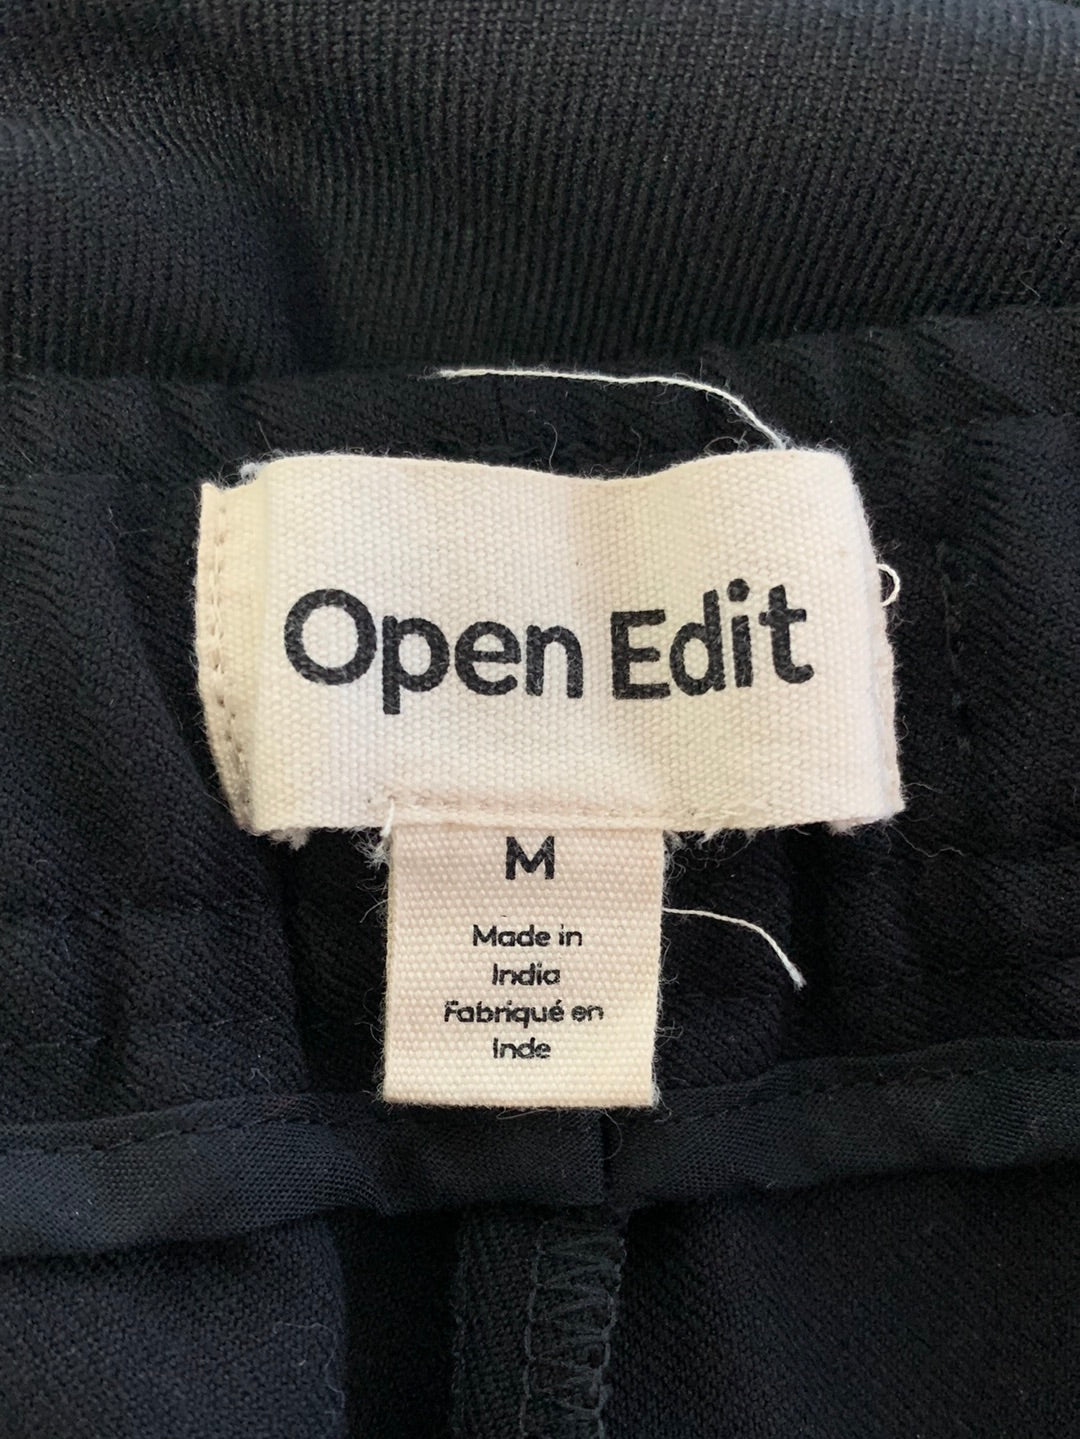 Open Edit
M
Made in
India
Fabriqué en
Inde